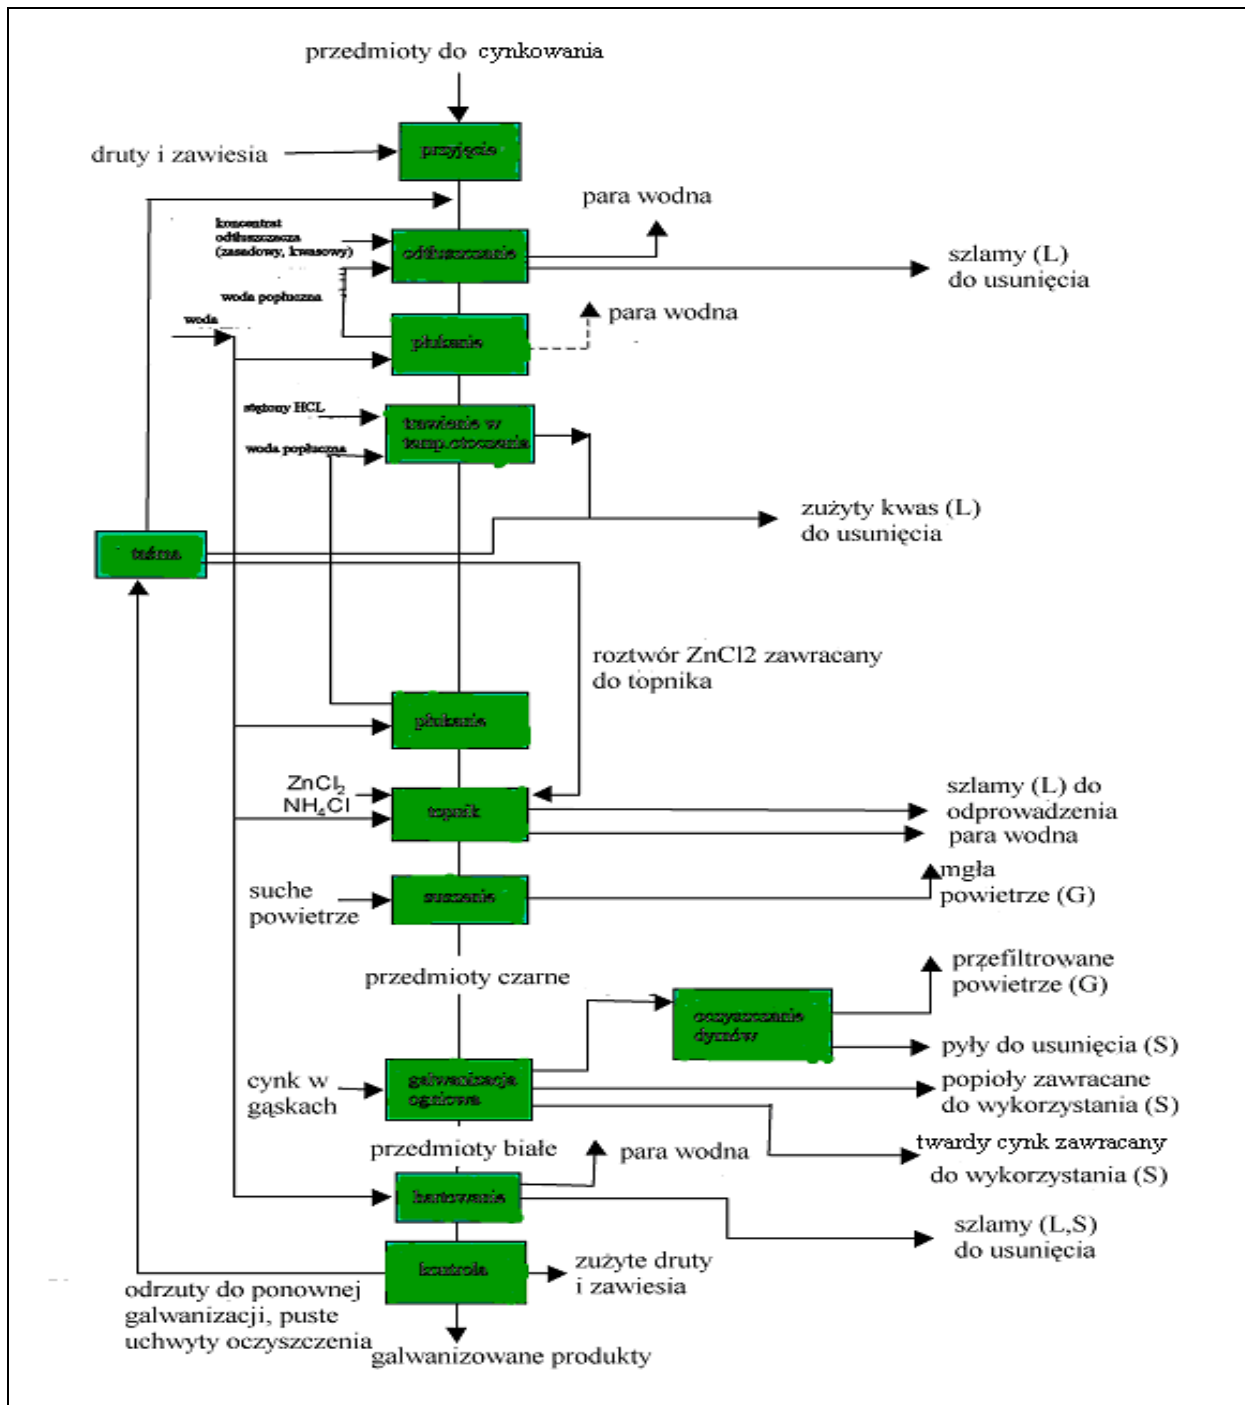 przedmioty do cynkowania
druty i zawiesia
przyjęcie
para wodna
koncentrat
odtłuszczacza
(zasadowy, kwasowy)
odtłuszczanie
szlamy (L)
do usunięcia
woda popłuczna
para wodna
woda
płukanie
stężony HCL
trawienie w
temp.otoczenia
woda popłuczna
zużyty kwas (L)
do usunięcia
taśma
roztwór ZnCl2 zawracany
do topnika
płukanie
ZnCl2
NH4Cl
topnik
szlamy (L) do
odprowadzenia
para wodna
mgła
powietrze (G)
suche
powietrze
suszenie
przedmioty czarne
przefiltrowane
powietrze (G)
oczyszczanie
dymów
pyły do usunięcia (S)
cynk w
gąskach
galwanizacja
ogniowa
popioły zawracane
do wykorzystania (S)
przedmioty białe
para wodna
twardy cynk zawracany
do wykorzystania (S)
hartowanie
szlamy (L,S)
do usunięcia
kontrola
zużyte druty
i zawiesia
odrzuty do ponownej
galwanizacji, puste
uchwyty oczyszczenia
galwanizowane produkty